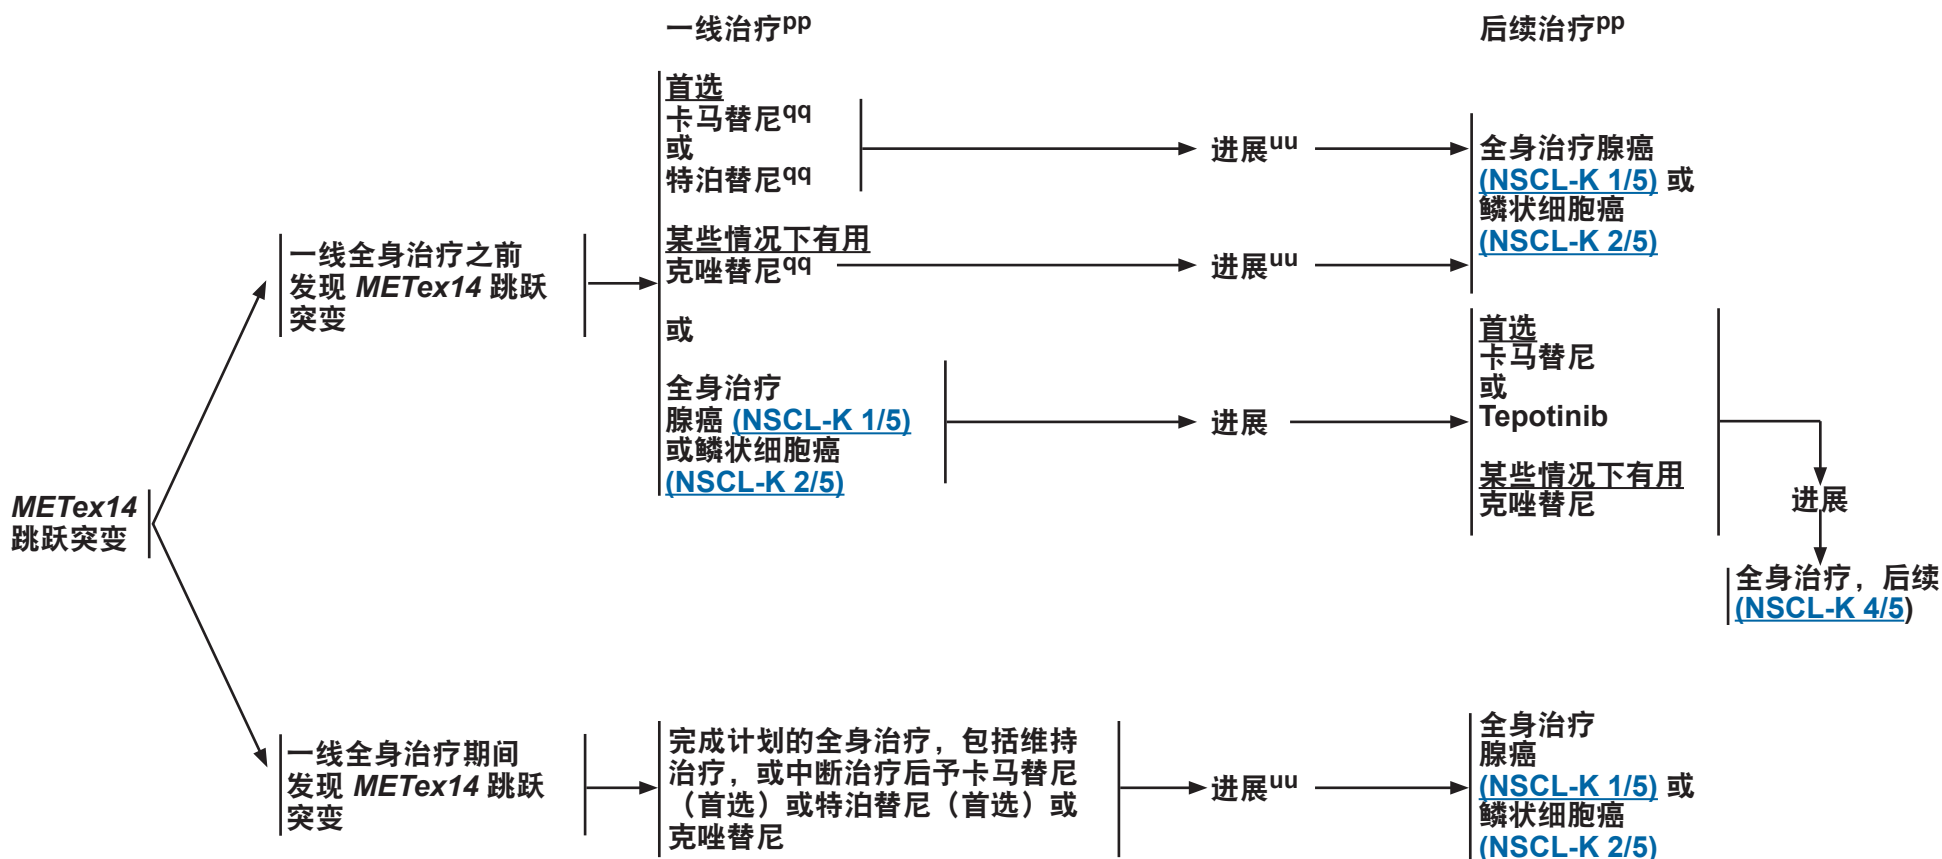 一线治疗pp
后续治疗pp
首选
卡马替尼qq
或
特泊替尼qq
进展uu
全身治疗腺癌
(NSCL-K 1/5) 或
鳞状细胞癌
(NSCL-K 2/5)
某些情况下有用
克唑替尼qq
进展uu
一线全身治疗之前
发现 METex14 跳跃
突变
或
全身治疗
腺癌 (NSCL-K 1/5)
或鳞状细胞癌
(NSCL-K 2/5)
进展
首选
卡马替尼
或
Tepotinib
某些情况下有用
克唑替尼
进展
全身治疗，后续
(NSCL-K 4/5)
METex14
跳跃突变
一线全身治疗期间
发现 METex14 跳跃
突变
完成计划的全身治疗，包括维持
治疗，或中断治疗后予卡马替尼
（首选）或特泊替尼（首选）或
克唑替尼
进展uu
全身治疗
腺癌
(NSCL-K 1/5) 或
鳞状细胞癌
(NSCL-K 2/5)